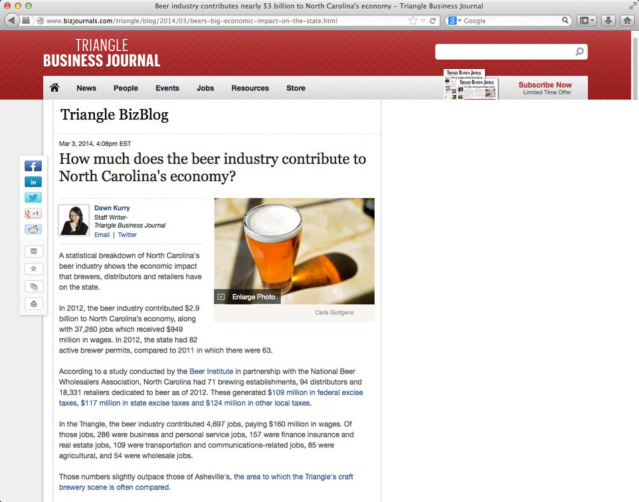 Beer industry contributes nearly $3 billion to North Carolina's economy – Triangle Business Journal
www.bizjournals.com/triangle/blog/2014/03/beers-big-economic-impact-on-the-state.html
Google
TRIANGLE
BUSINESS JOURNAL
Subscribe Now
Limited Time Offer
News People Events Jobs Resources Store
Triangle BizBlog
Mar 3, 2014, 4:08pm EST
How much does the beer industry contribute to
North Carolina's economy?
Dawn Kurry
Staff Writer-
Triangle Business Journal
Email | Twitter
Enlarge Photo
Carla Gottgens
A statistical breakdown of North Carolina's
beer industry shows the economic impact
that brewers, distributors and retailers have
on the state.
In 2012, the beer industry contributed $2.9
billion to North Carolina's economy, along
with 37,260 jobs which received $949
million in wages. In 2012, the state had 82
active brewer permits, compared to 2011 in which there were 63.
According to a study conducted by the Beer Institute in partnership with the National Beer
Wholesalers Association, North Carolina had 71 brewing establishments, 94 distributors and
18,331 retailers dedicated to beer as of 2012. These generated $109 million in federal excise
taxes, $117 million in state excise taxes and $124 million in other local taxes.
In the Triangle, the beer industry contributed 4,697 jobs, paying $160 million in wages. Of
those jobs, 286 were business and personal service jobs, 157 were finance insurance and
real estate jobs, 109 were transportation and communications-related jobs, 85 were
agricultural, and 54 were wholesale jobs.
Those numbers slightly outpace those of Asheville's, the area to which the Triangle's craft
brewery scene is often compared.